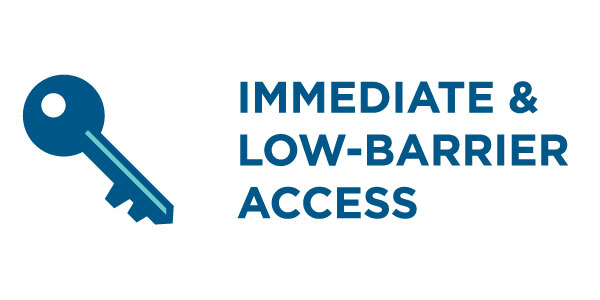 IMMEDIATE &
LOW-BARRIER
ACCESS